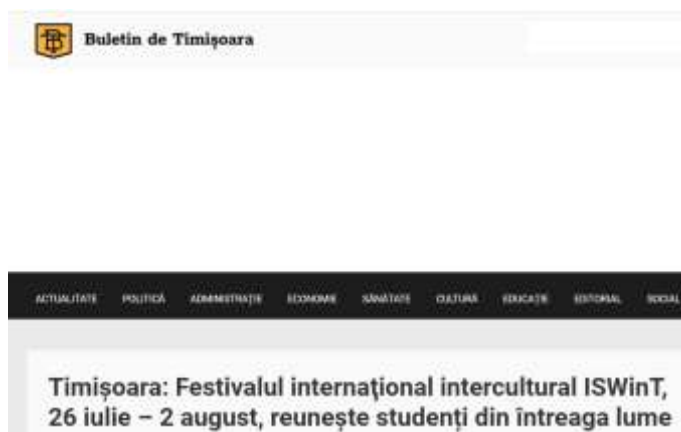 Buletin de Timișoara
ACTUALITATE POLITICĂ ADMINISTRAȚIE ECONOMIE SĂNĂTATE CULTURĂ EDUCAȚIE EDITORIAL SOCIAL
Timișoara: Festivalul internaţional intercultural ISWinT,
26 iulie – 2 august, reunește studenți din întreaga lume